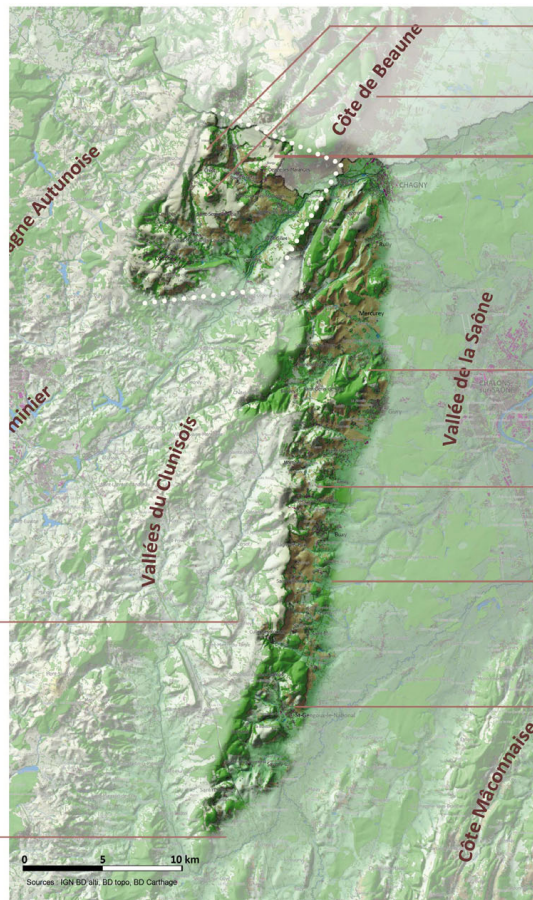 Côte de Beaune
agne Autunoise
CHAGNY
Mercurey
Vallée de la Saône
minier
Vallées du Clunisois
Côte Mâconnaise
0 5 10 km
Sources : IGN BD alti, BD topo, BD Carthage